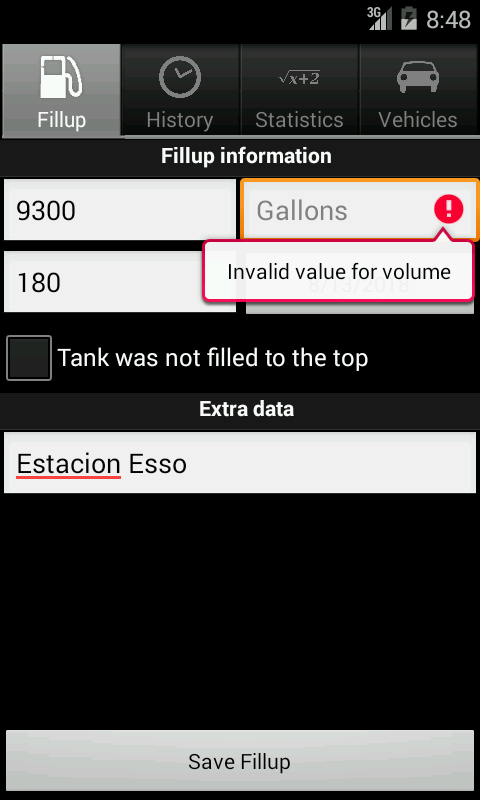 3G 8:48
Fillup History √x+2 Statistics Vehicles
Fillup information
9300 Gallons
Invalid value for volume
180 8/13/2018
Tank was not filled to the top
Extra data
Estacion Esso
Save Fillup